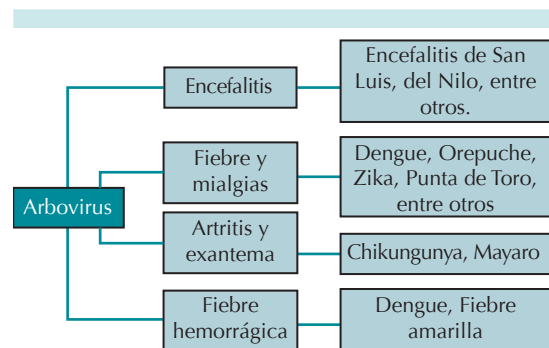 Arbovirus
Encefalitis
Encefalitis de San
Luis, del Nilo, entre
otros.
Fiebre y
mialgias
Dengue, Orepuche,
Zika, Punta de Toro,
entre otros
Artritis y
exantema
Chikungunya, Mayaro
Fiebre
hemorrágica
Dengue, Fiebre
amarilla